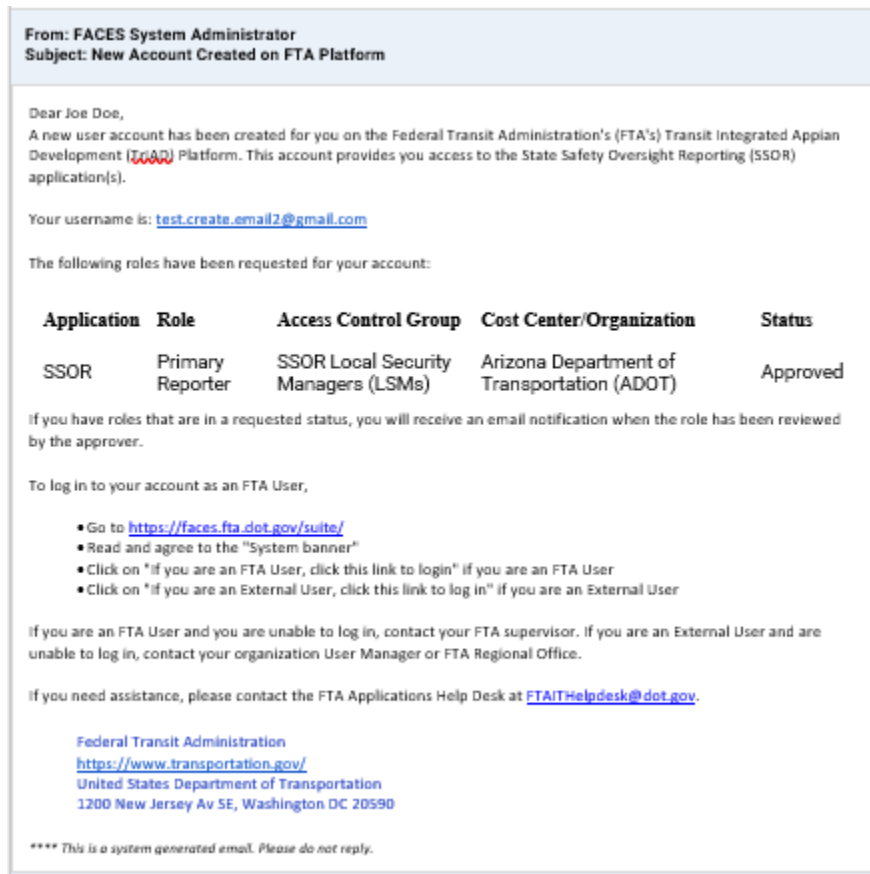 From: FACES System Administrator
Subject: New Account Created on FTA Platform
Dear Joe Doe,
A new user account has been created for you on the Federal Transit Administration's (FTA's) Transit Integrated Appian
Development (TriAD) Platform. This account provides you access to the State Safety Oversight Reporting (SSOR)
application(s).
Your username is: test.create.email2@gmail.com
The following roles have been requested for your account:
Application Role Access Control Group Cost Center/Organization Status
SSOR Primary Reporter SSOR Local Security Managers (LSMs) Arizona Department of Transportation (ADOT) Approved
If you have roles that are in a requested status, you will receive an email notification when the role has been reviewed
by the approver.
To log in to your account as an FTA User,
• Go to https://faces.fta.dot.gov/suite/
• Read and agree to the "System banner"
• Click on "If you are an FTA User, click this link to login" if you are an FTA User
• Click on "If you are an External User, click this link to log in" if you are an External User
If you are an FTA User and you are unable to log in, contact your FTA supervisor. If you are an External User and are
unable to log in, contact your organization User Manager or FTA Regional Office.
If you need assistance, please contact the FTA Applications Help Desk at FTAITHelpdesk@dot.gov.
Federal Transit Administration
https://www.transportation.gov/
United States Department of Transportation
1200 New Jersey Av SE, Washington DC 20590
**** This is a system generated email. Please do not reply.